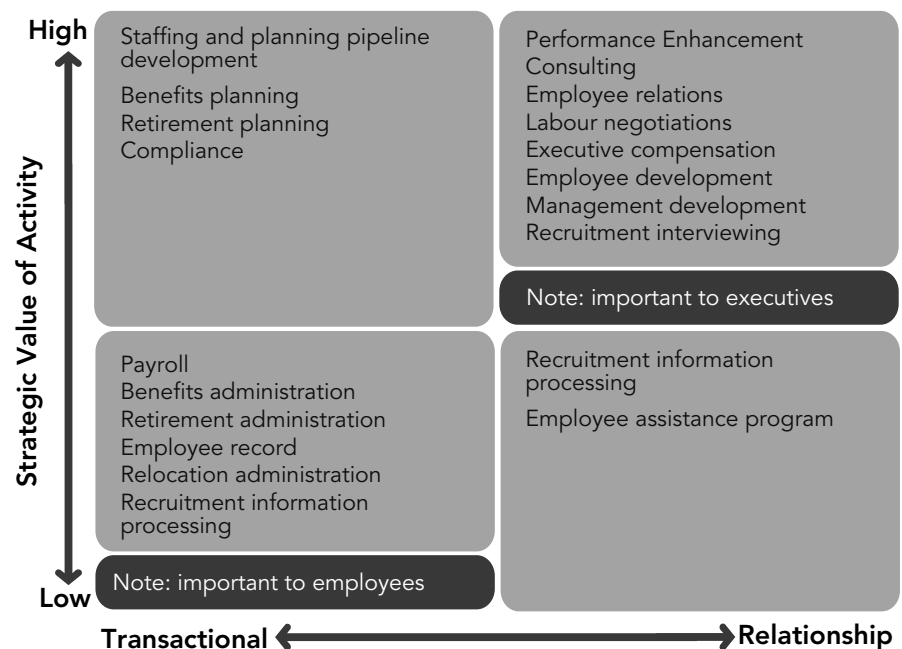 High
Strategic Value of Activity
Staffing and planning pipeline
development
Benefits planning
Retirement planning
Compliance
Performance Enhancement
Consulting
Employee relations
Labour negotiations
Executive compensation
Employee development
Management development
Recruitment interviewing
Note: important to executives
Payroll
Benefits administration
Retirement administration
Employee record
Relocation administration
Recruitment information
processing
Note: important to employees
Recruitment information
processing
Employee assistance program
Low
Transactional
Relationship